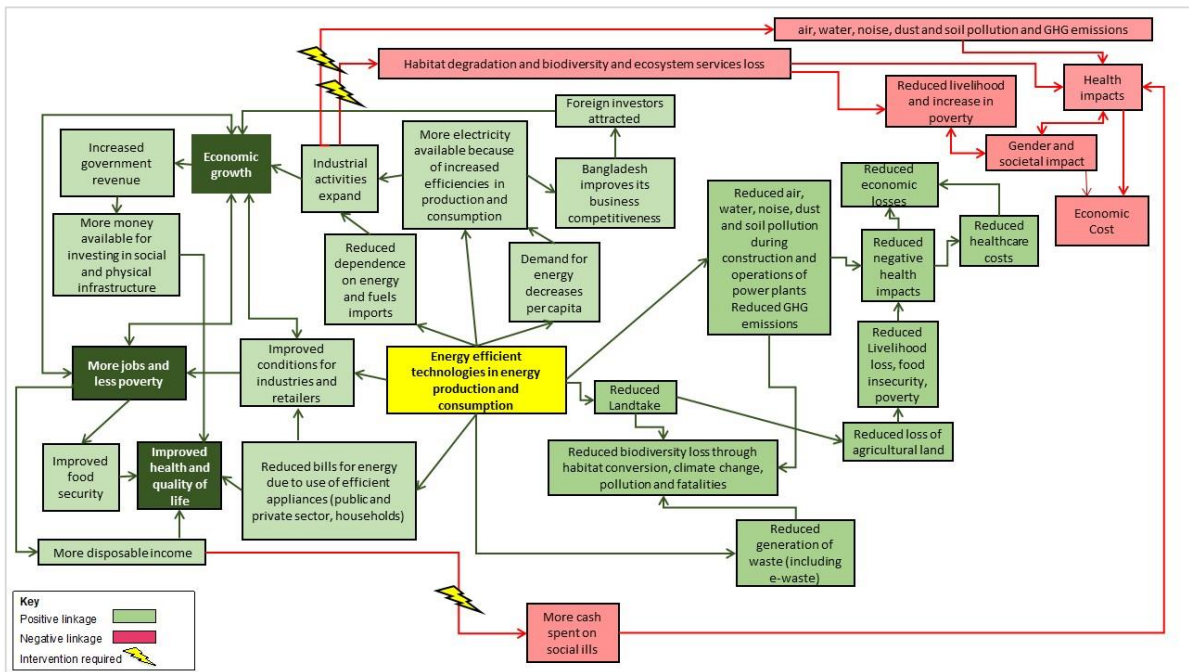 air, water, noise, dust and soil pollution and GHG emissions
Habitat degradation and biodiversity and ecosystem services loss
Health
impacts
Reduced livelihood
and increase in
poverty
Gender and
societal impact
Economic
Cost
Foreign investors
attracted
Increased
government
revenue
Economic
growth
Industrial
activities
expand
More electricity
available because
of increased
efficiencies in
production and
consumption
Bangladesh
improves its
business
competitiveness
More money
available for
investing in social
and physical
infrastructure
Reduced
dependence
on energy
and fuels
imports
Demand for
energy
decreases
per capita
Reduced air,
water, noise, dust
and soil pollution
during
construction and
operations of
power plants
Reduced GHG
emissions
Reduced
economic
losses
Reduced
healthcare
costs
Reduced
negative
health
impacts
More jobs and
less poverty
Improved
conditions for
industries and
retailers
Energy efficient
technologies in energy
production and
consumption
Reduced
Landtake
Reduced
Livelihood
loss, food
insecurity,
poverty
Reduced loss of
agricultural land
Improved
food
security
Improved
health and
quality of
life
Reduced bills for energy
due to use of efficient
appliances (public and
private sector, households)
Reduced biodiversity loss through
habitat conversion, climate change,
pollution and fatalities
More disposable income
Reduced
generation of
waste (including
e-waste)
More cash
spent on
social ills
Key
Positive linkage
Negative linkage
Intervention required